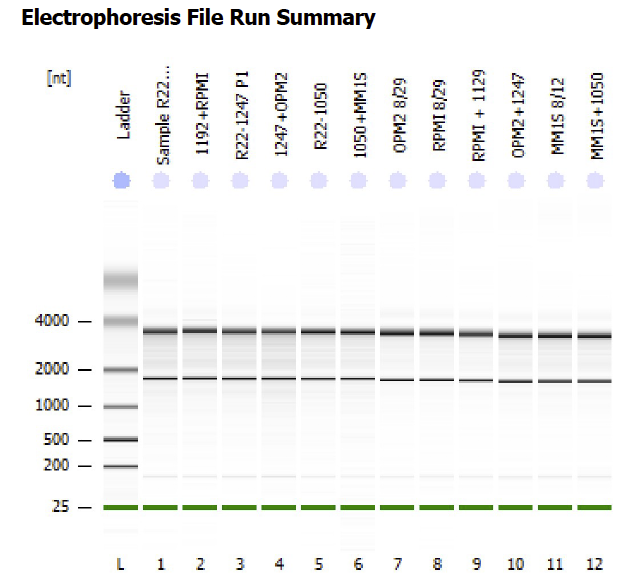 Electrophoresis File Run Summary
[nt]
Ladder
Sample R22...
1192+RPMI
R22-1247 P1
1247+OPM2
R22-1050
1050+MM1S
OPM2 8/29
RPMI 8/29
RPMI + 1129
OPM2+1247
MM1S 8/12
MM1S+1050
4000
2000
1000
500
200
25
L 1 2 3 4 5 6 7 8 9 10 11 12